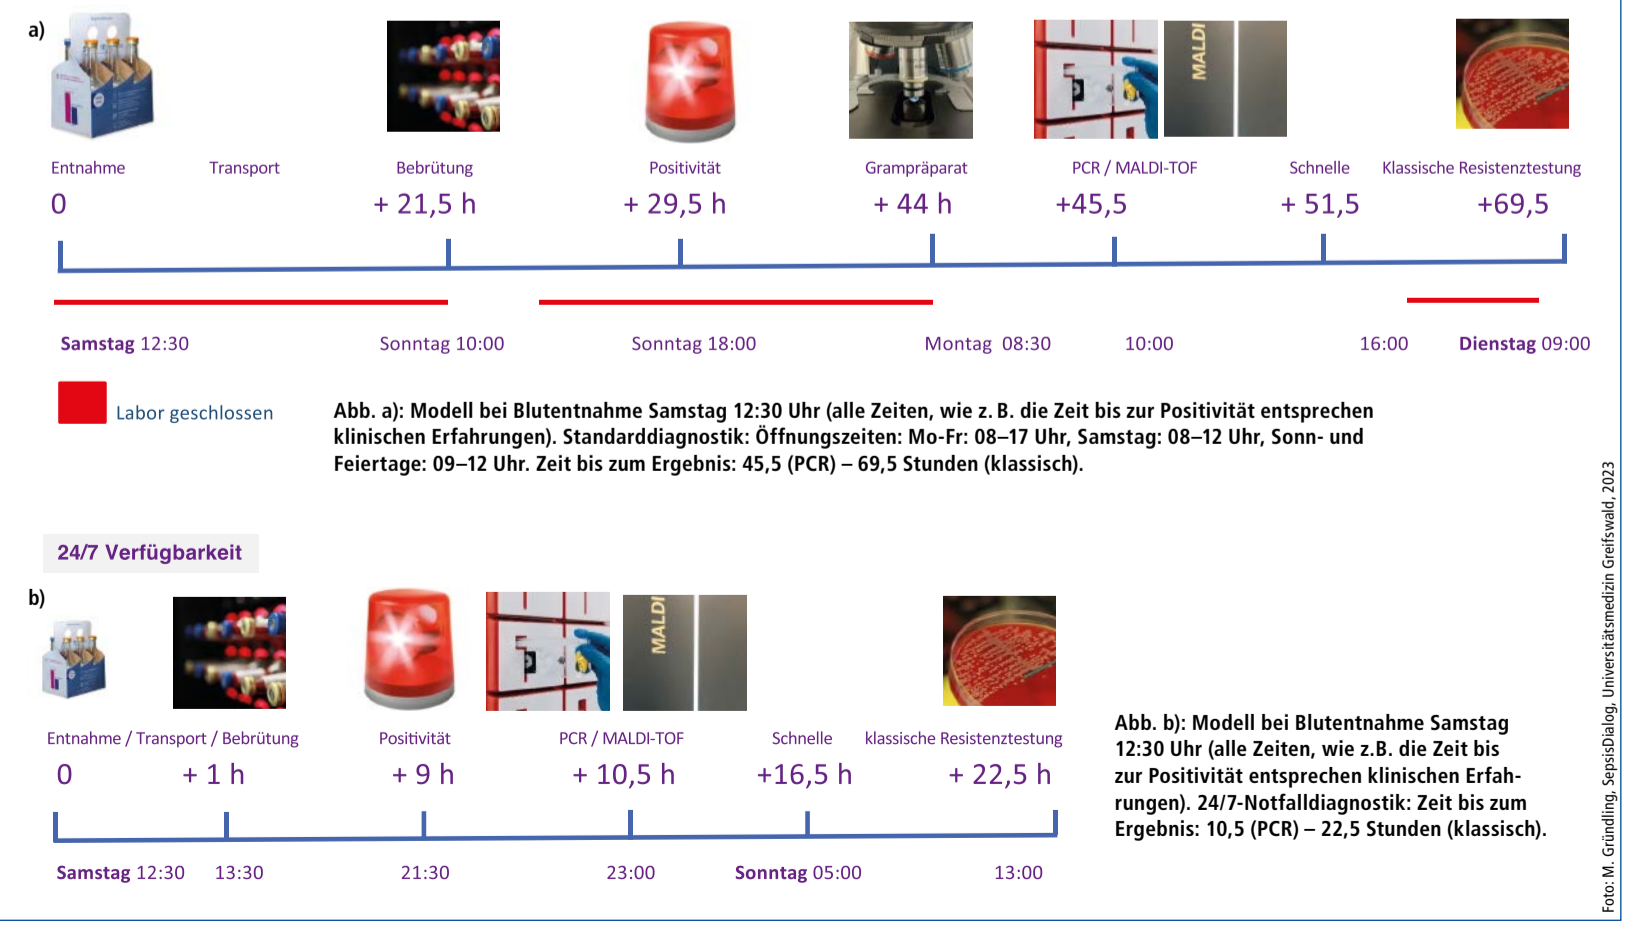 a)
MALDI
Entnahme Transport Bebrütung Positivität Grampräparat PCR / MALDI-TOF Schnelle Klassische Resistenztestung
0 + 21,5 h + 29,5 h + 44 h +45,5 + 51,5 +69,5
Samstag 12:30 Sonntag 10:00 Sonntag 18:00 Montag 08:30 10:00 16:00 Dienstag 09:00
Labor geschlossen
Abb. a): Modell bei Blutentnahme Samstag 12:30 Uhr (alle Zeiten, wie z. B. die Zeit bis zur Positivität entsprechen
klinischen Erfahrungen). Standarddiagnostik: Öffnungszeiten: Mo-Fr: 08–17 Uhr, Samstag: 08–12 Uhr, Sonn- und
Feiertage: 09–12 Uhr. Zeit bis zum Ergebnis: 45,5 (PCR) – 69,5 Stunden (klassisch).
24/7 Verfügbarkeit
b)
MALDI
Entnahme / Transport / Bebrütung Positivität PCR / MALDI-TOF Schnelle klassische Resistenztestung
0 + 1 h + 9 h + 10,5 h +16,5 h + 22,5 h
Samstag 12:30 13:30 21:30 23:00 Sonntag 05:00 13:00
Abb. b): Modell bei Blutentnahme Samstag
12:30 Uhr (alle Zeiten, wie z.B. die Zeit bis
zur Positivität entsprechen klinischen Erfah-
rungen). 24/7-Notfalldiagnostik: Zeit bis zum
Ergebnis: 10,5 (PCR) – 22,5 Stunden (klassisch).
Foto: M. Gründling, SepsisDialog, Universitätsmedizin Greifswald, 2023